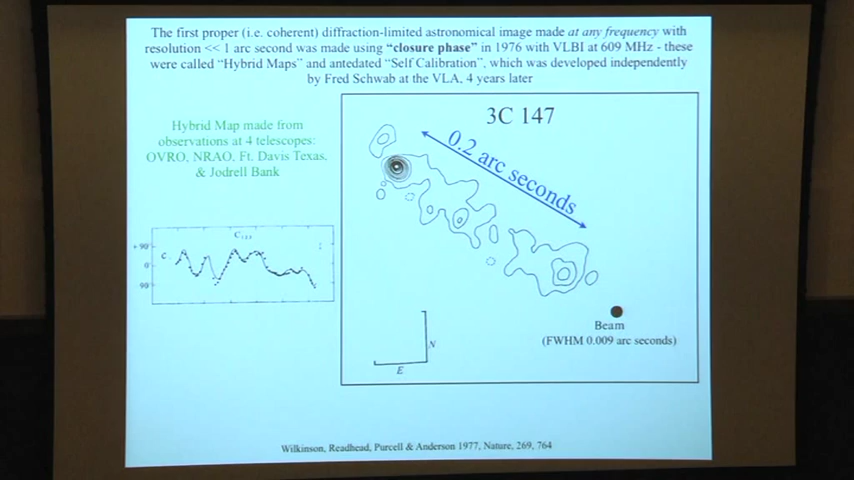 The first proper (i.e. coherent) diffraction-limited astronomical image made at any frequency with
resolution << 1 arc second was made using "closure phase" in 1976 with VLBI at 609 MHz - these
were called "Hybrid Maps" and antedated "Self Calibration", which was developed independently
by Fred Schwab at the VLA, 4 years later
Hybrid Map made from
observations at 4 telescopes:
OVRO, NRAO, Ft. Davis Texas,
& Jodrell Bank
+90°
C
0°
90°
3C 147
0.2 arc seconds
N
E
Beam
(FWHM 0.009 arc seconds)
Wilkinson, Readhead, Purcell & Anderson 1977, Nature, 269, 764